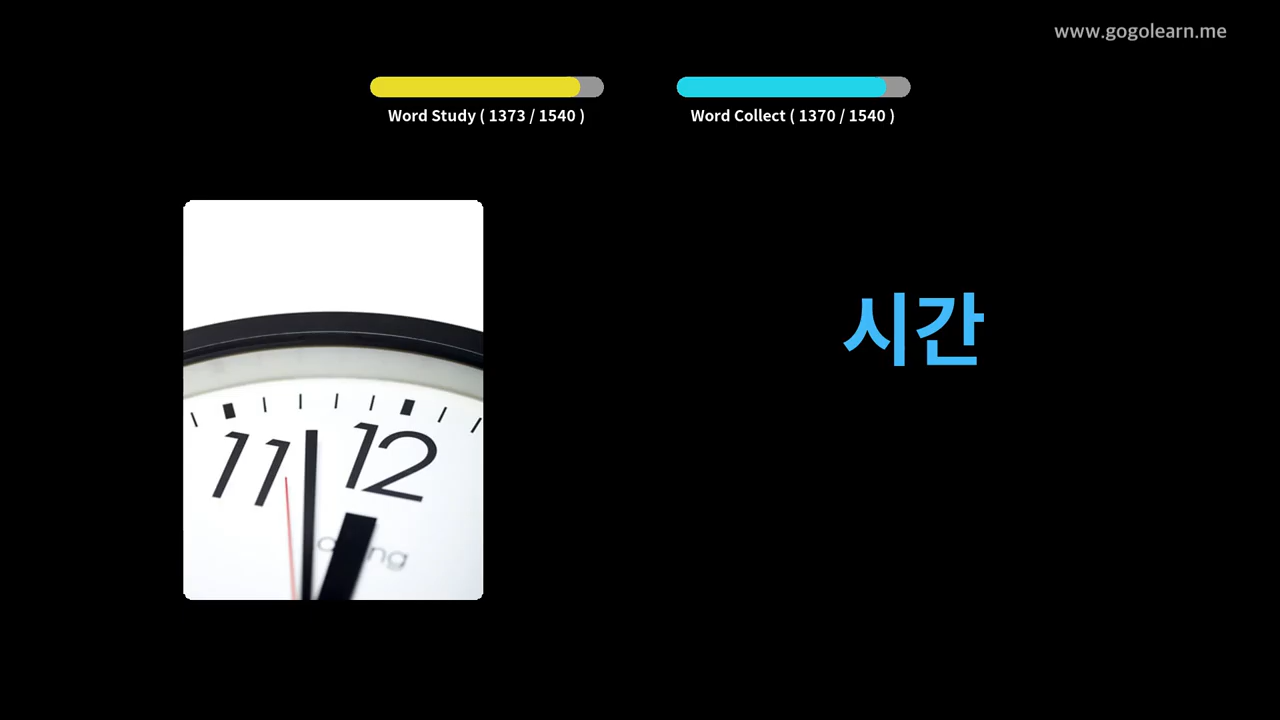 www.gogolearn.me
Word Study ( 1373 / 1540 )
Word Collect ( 1370 / 1540 )
시간
11
12